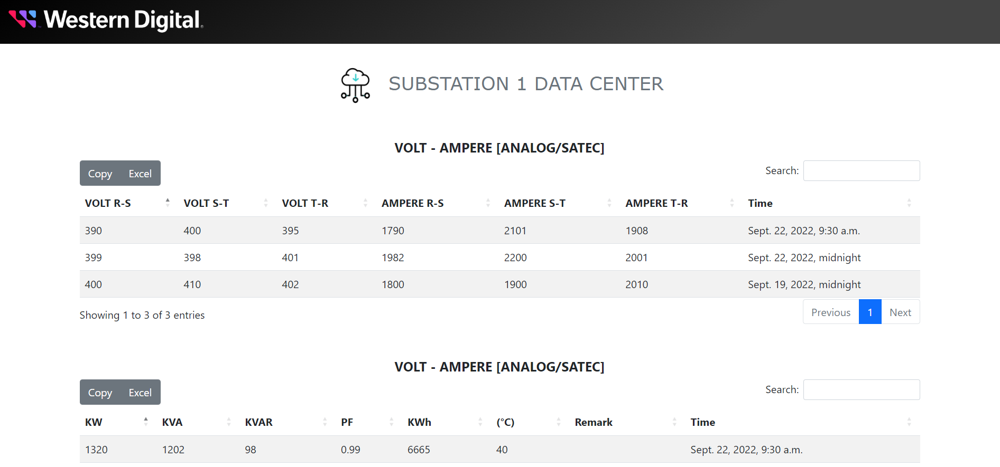 Western Digital.
SUBSTATION 1 DATA CENTER
VOLT - AMPERE [ANALOG/SATEC]
Copy Excel Search:
VOLT R-S VOLT S-T VOLT T-R AMPERE R-S AMPERE S-T AMPERE T-R Time
390 400 395 1790 2101 1908 Sept. 22, 2022, 9:30 a.m.
399 398 401 1982 2200 2001 Sept. 22, 2022, midnight
400 410 402 1800 1900 2010 Sept. 19, 2022, midnight
Showing 1 to 3 of 3 entries Previous 1 Next
VOLT - AMPERE [ANALOG/SATEC]
Copy Excel Search:
KW KVA KVAR PF KWh (°C) Remark Time
1320 1202 98 0.99 6665 40 Sept. 22, 2022, 9:30 a.m.